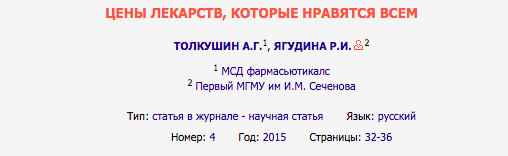 ЦЕНЫ ЛЕКАРСТВ, КОТОРЫЕ НРАВЯТСЯ ВСЕМ
ТОЛКУШИН А.Г.1, ЯГУДИНА Р.И. 2
1 МСД фармасьютикалс
2 Первый МГМУ им И.М. Сеченова
Тип: статья в журнале - научная статья Язык: русский
Номер: 4 Год: 2015 Страницы: 32-36